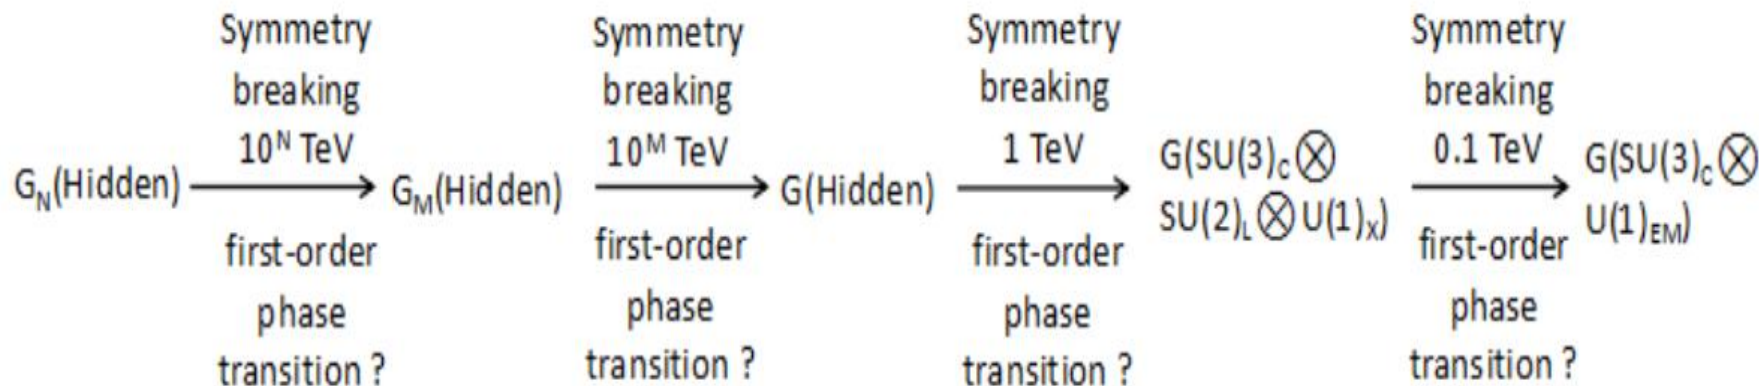 Symmetry
breaking
10^N TeV
G_N(Hidden)
first-order
phase
transition ?
Symmetry
breaking
10^M TeV
G_M(Hidden)
first-order
phase
transition ?
Symmetry
breaking
1 TeV
G(Hidden)
first-order
phase
transition ?
G(SU(3)_C⊗
SU(2)_L⊗U(1)_X)
Symmetry
breaking
0.1 TeV
first-order
phase
transition ?
G(SU(3)_C⊗
U(1)_EM)